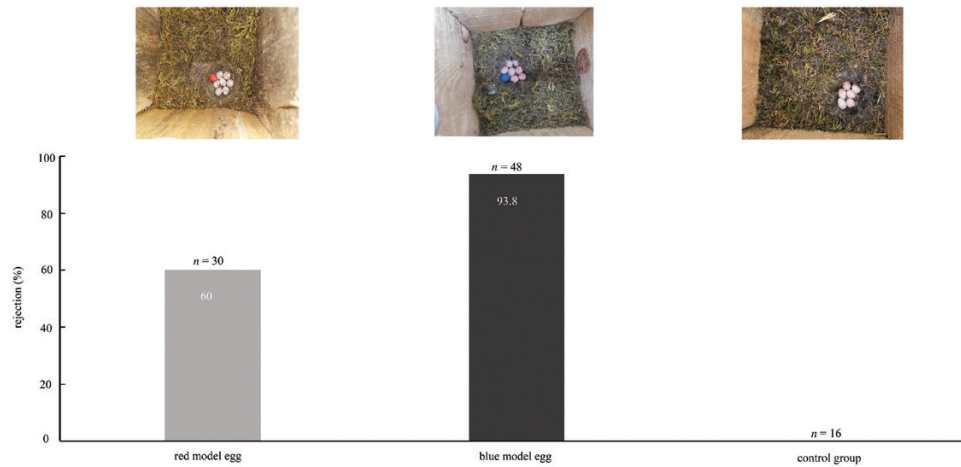 100
80
60
40
20
0
rejection (%)
n = 30
60
n = 48
93.8
n = 16
red model egg
blue model egg
control group